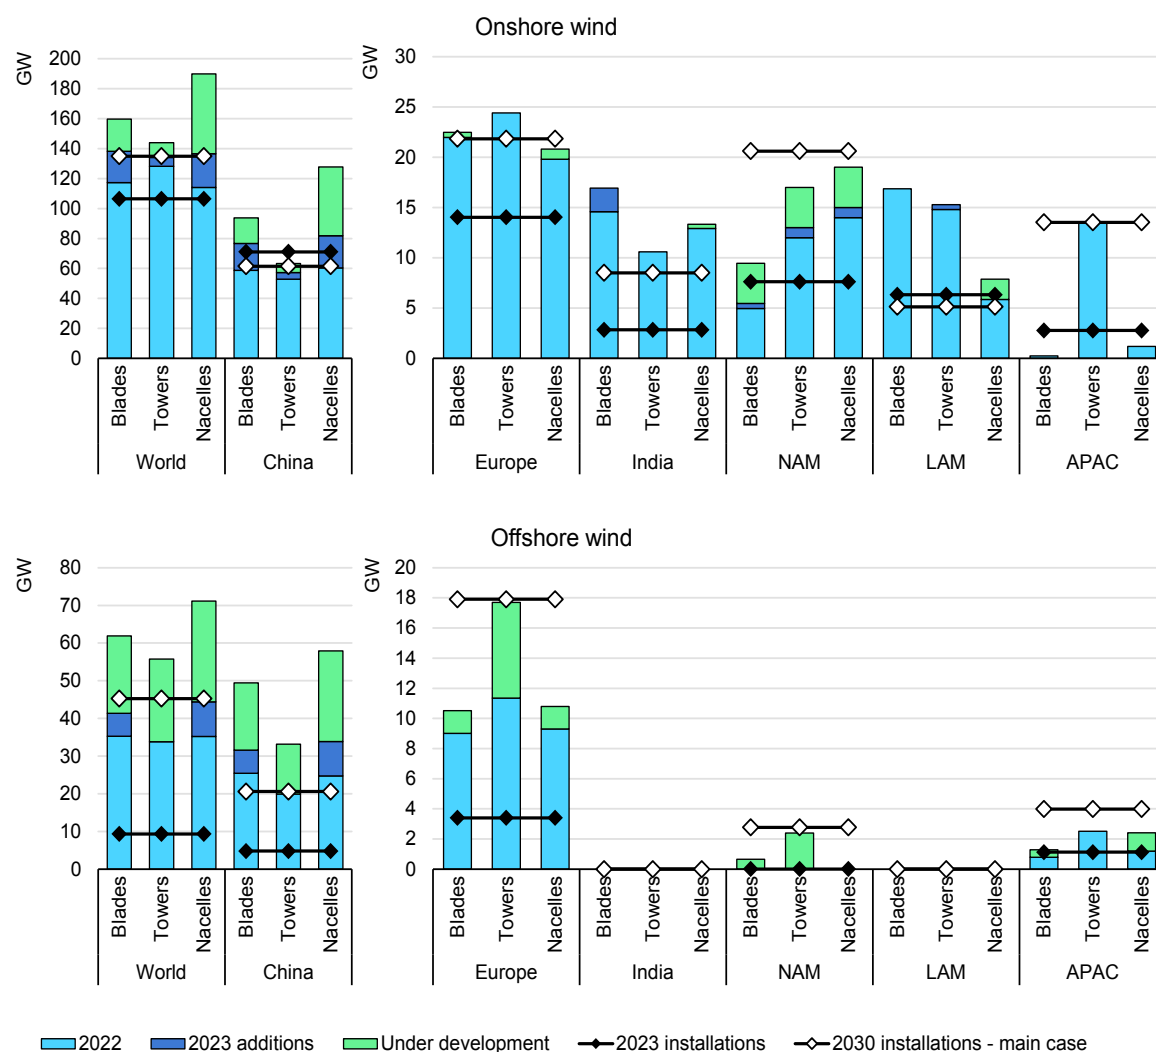 Onshore wind
GW
200
180
160
140
120
100
80
60
40
20
0
Blades Towers Nacelles Blades Towers Nacelles
World China
GW
30
25
20
15
10
5
0
Blades Towers Nacelles Blades Towers Nacelles Blades Towers Nacelles Blades Towers Nacelles Blades Towers Nacelles
Europe India NAM LAM APAC
Offshore wind
GW
80
70
60
50
40
30
20
10
0
Blades Towers Nacelles Blades Towers Nacelles
World China
GW
20
18
16
14
12
10
8
6
4
2
0
Blades Towers Nacelles Blades Towers Nacelles Blades Towers Nacelles Blades Towers Nacelles Blades Towers Nacelles
Europe India NAM LAM APAC
2022 2023 additions Under development 2023 installations 2030 installations - main case